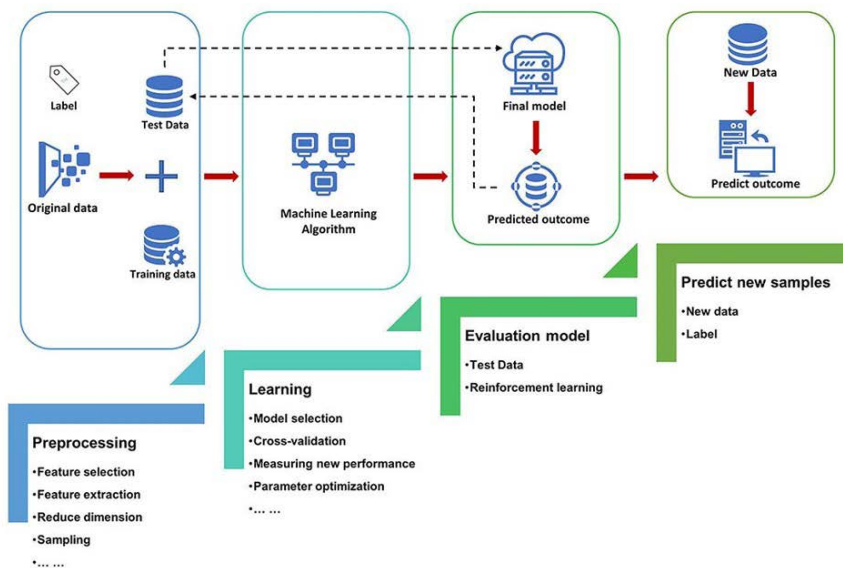 Label
Test Data
Original data
Training data
Machine Learning
Algorithm
Final model
Predicted outcome
New Data
Predict outcome
Preprocessing
•Feature selection
•Feature extraction
•Reduce dimension
•Sampling
•... ...
Learning
•Model selection
•Cross-validation
•Measuring new performance
•Parameter optimization
•... ...
Evaluation model
•Test Data
•Reinforcement learning
Predict new samples
•New data
•Label